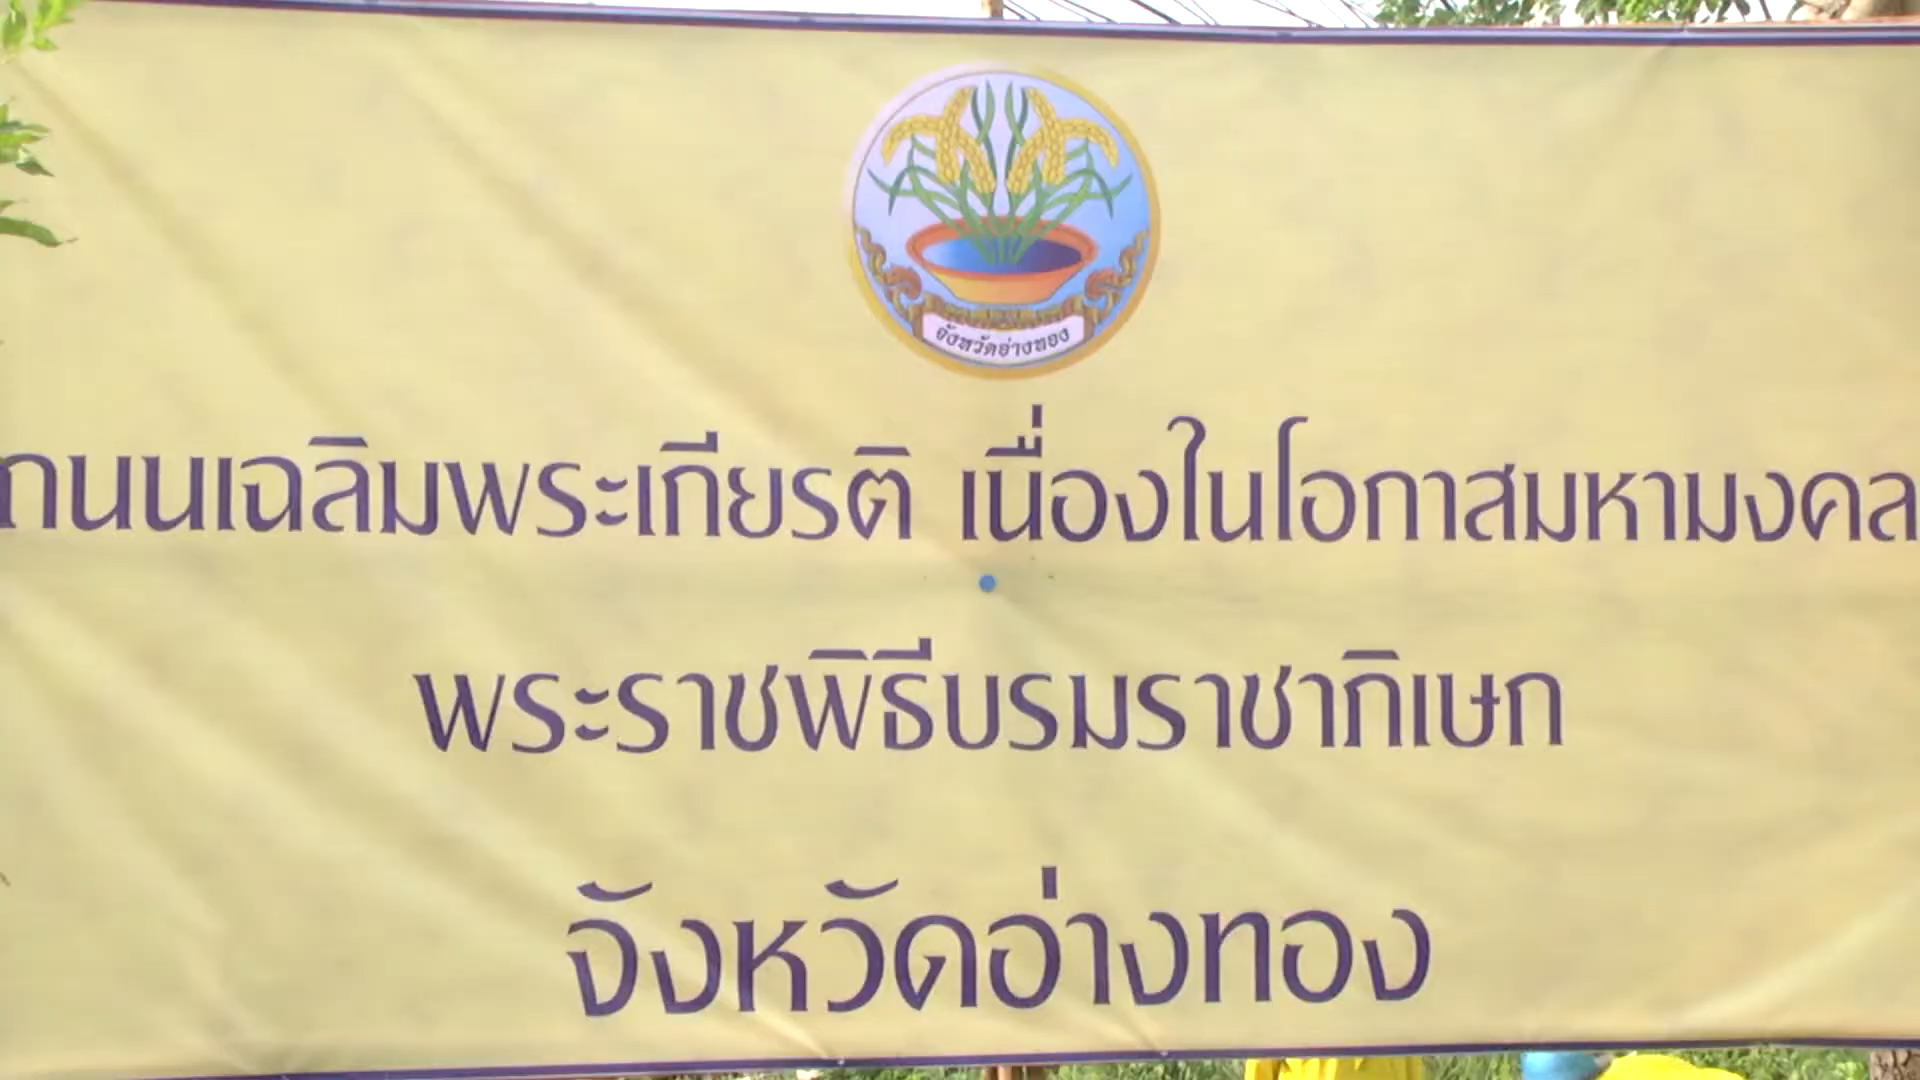 จังหวัดอ่างทอง
ถนนเฉลิมพระเกียรติ เนื่องในโอกาสมหามงคล
พระราชพิธีบรมราชาภิเษก
จังหวัดอ่างทอง